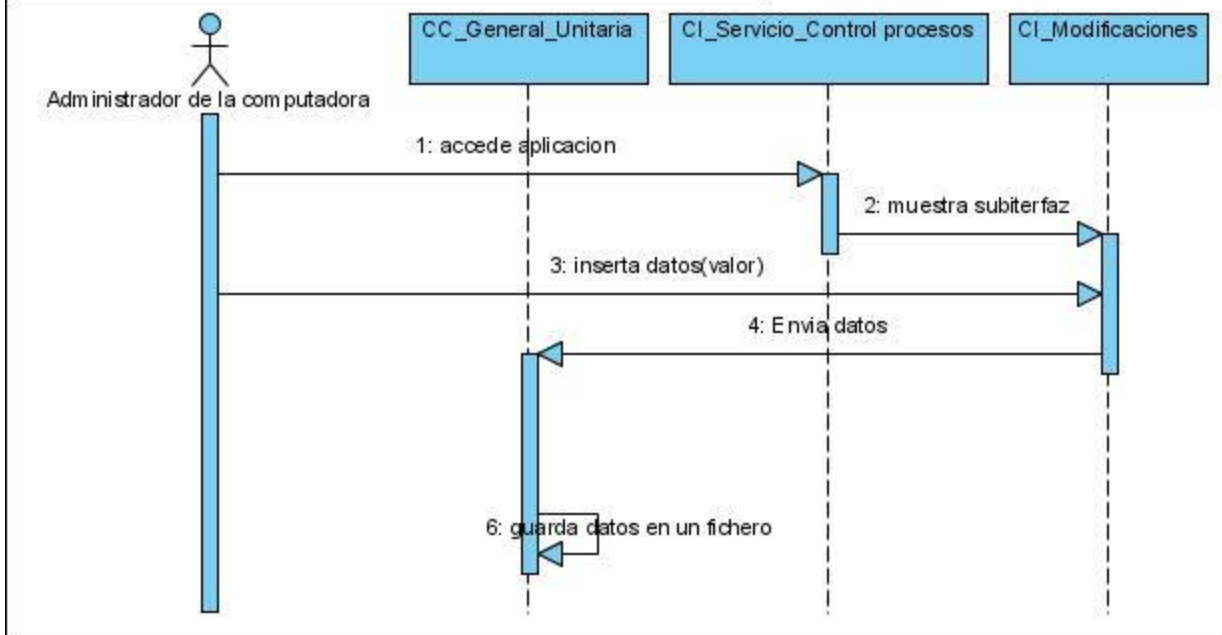 CC_General_Unitaria
CI_Servicio_Control procesos
CI_Modificaciones
Administrador de la computadora
1: accede aplicacion
2: muestra subiterfaz
3: inserta datos(valor)
4: Envia datos
6: guarda datos en un fichero